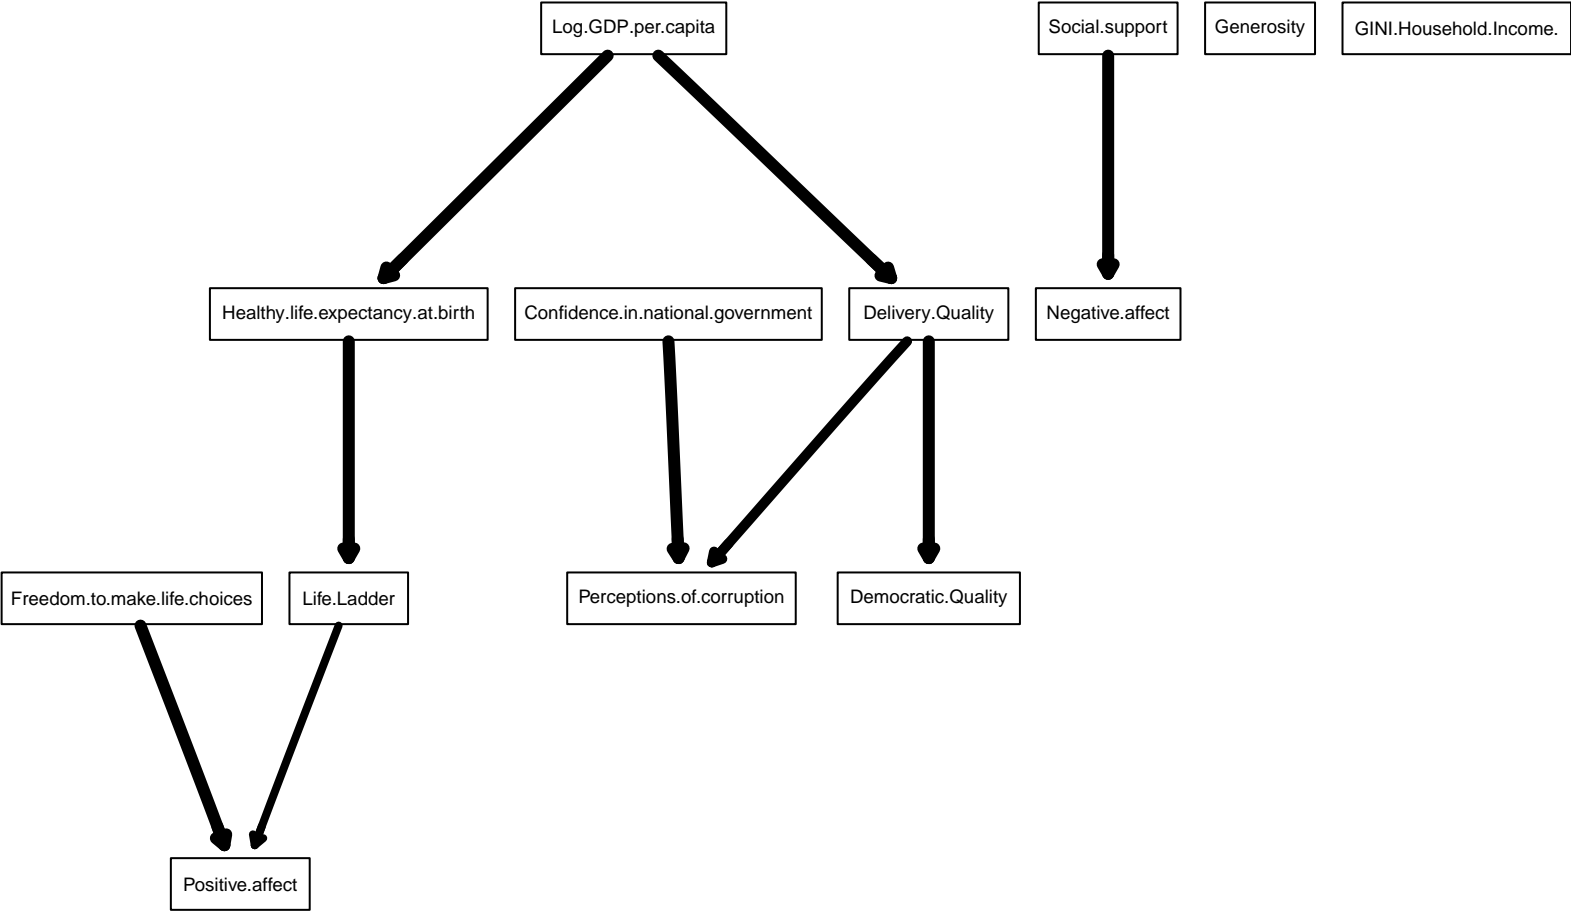 Log.GDP.per.capita
Social.support
Generosity
GINI.Household.Income.
Healthy.life.expectancy.at.birth
Confidence.in.national.government
Delivery.Quality
Negative.affect
Freedom.to.make.life.choices
Life.Ladder
Perceptions.of.corruption
Democratic.Quality
Positive.affect